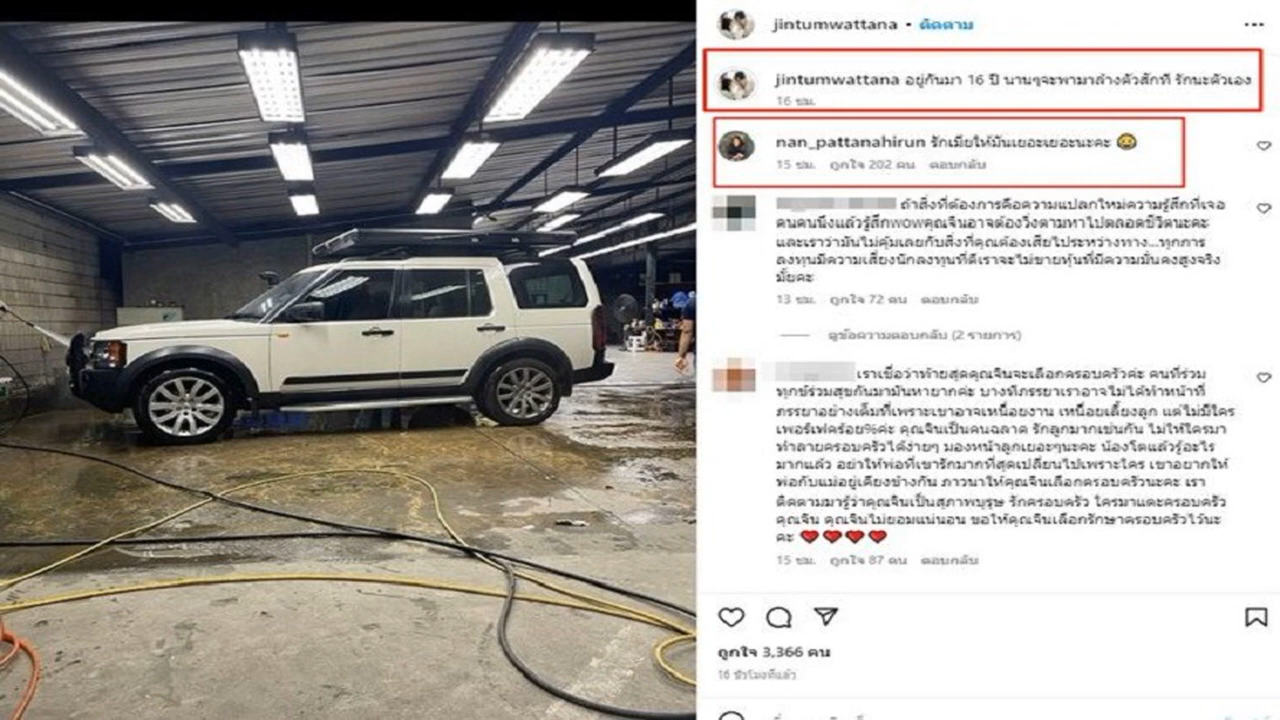 jintumwattana • ติดตาม
jintumwattana อยู่กันมา 16 ปี นานๆจะพามาล้างตัวสักที รักนะตัวเอง
16 ชม.
nan_pattanahirun รักเมียให้มันเยอะเยอะนะคะ 😂
15 ชม. ถูกใจ 202 คน ตอบกลับ
ถ้าสิ่งที่ต้องการคือความแปลกใหม่ความรู้สึกที่เจอ
คนคนนึงแล้วรู้สึกwowคุณจินอาจต้องวิ่งตามหาไปตลอดชีวิตนะคะ
และเราว่ามันไม่คุ้มเลยกับสิ่งที่คุณต้องเสียไประหว่างทาง...ทุกการ
ลงทุนมีความเสี่ยงนักลงทุนที่ดีเราจะไม่ขายหุ้นที่มีความมั่นคงสูงจริง
มั้ยคะ
13 ชม. ถูกใจ 72 คน ตอบกลับ
ดูข้อความตอบกลับ (2 รายการ)
เราเชื่อว่าท้ายสุดคุณจินจะเลือกครอบครัวค่ะ คนที่ร่วม
ทุกข์ร่วมสุขกันมามันหายากค่ะ บางทีภรรยาเราอาจไม่ได้ทำหน้าที่
ภรรยาอย่างเต็มที่เพราะเขาอาจเหนื่อยงาน เหนื่อยเลี้ยงลูก แต่ไม่มีใคร
เพอร์เฟคร้อย%ค่ะ คุณจินเป็นคนฉลาด รักลูกมากเช่นกัน ไม่ให้ใครมา
ทำลายครอบครัวได้ง่ายๆ มองหน้าลูกเยอะๆนะคะ น้องโตแล้วรู้อะไร
มากแล้ว อย่าให้พ่อที่เขารักมากที่สุดเปลี่ยนไปเพราะใคร เขาอยากให้
พ่อกับแม่อยู่เคียงข้างกัน ภาวนาให้คุณจินเลือกครอบครัวนะคะ เรา
ติดตามมารู้ว่าคุณจินเป็นสุภาพบุรุษ รักครอบครัว ใครมาแตะครอบครัว
คุณจิน คุณจินไม่ยอมแน่นอน ขอให้คุณจินเลือกรักษาครอบครัวไว้นะ
คะ ❤️❤️❤️❤️
15 ชม. ถูกใจ 87 คน ตอบกลับ
ถูกใจ 3,366 คน
16 ชั่วโมงที่แล้ว